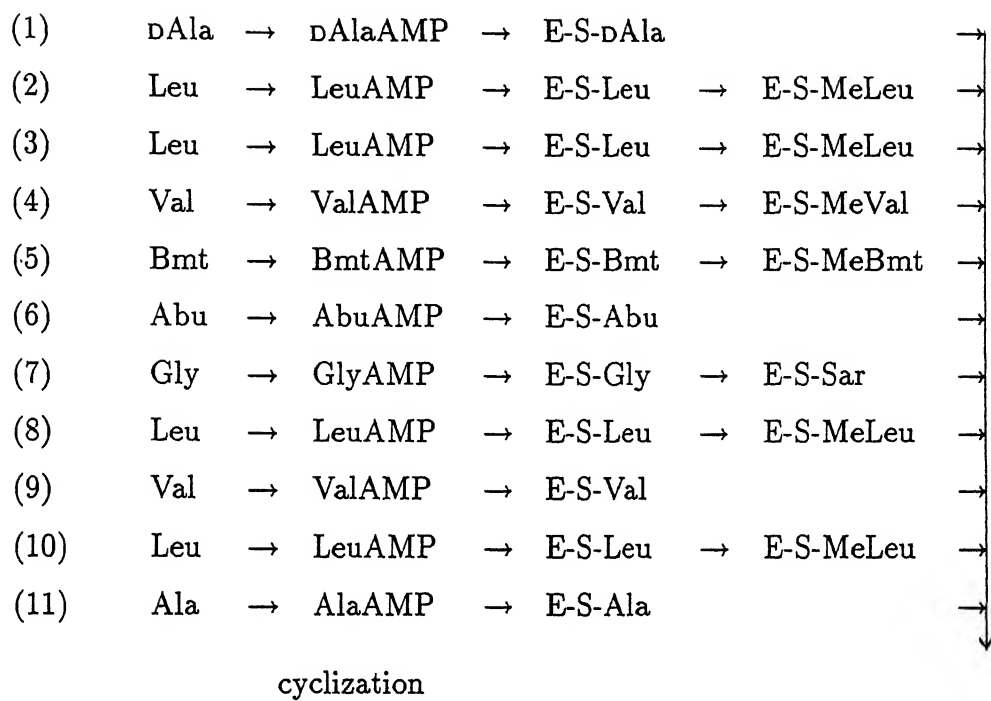 (1) DAla → DAlaAMP → E-S-DAla →
(2) Leu → LeuAMP → E-S-Leu → E-S-MeLeu →
(3) Leu → LeuAMP → E-S-Leu → E-S-MeLeu →
(4) Val → ValAMP → E-S-Val → E-S-MeVal →
(5) Bmt → BmtAMP → E-S-Bmt → E-S-MeBmt →
(6) Abu → AbuAMP → E-S-Abu →
(7) Gly → GlyAMP → E-S-Gly → E-S-Sar →
(8) Leu → LeuAMP → E-S-Leu → E-S-MeLeu →
(9) Val → ValAMP → E-S-Val →
(10) Leu → LeuAMP → E-S-Leu → E-S-MeLeu →
(11) Ala → AlaAMP → E-S-Ala →
cyclization